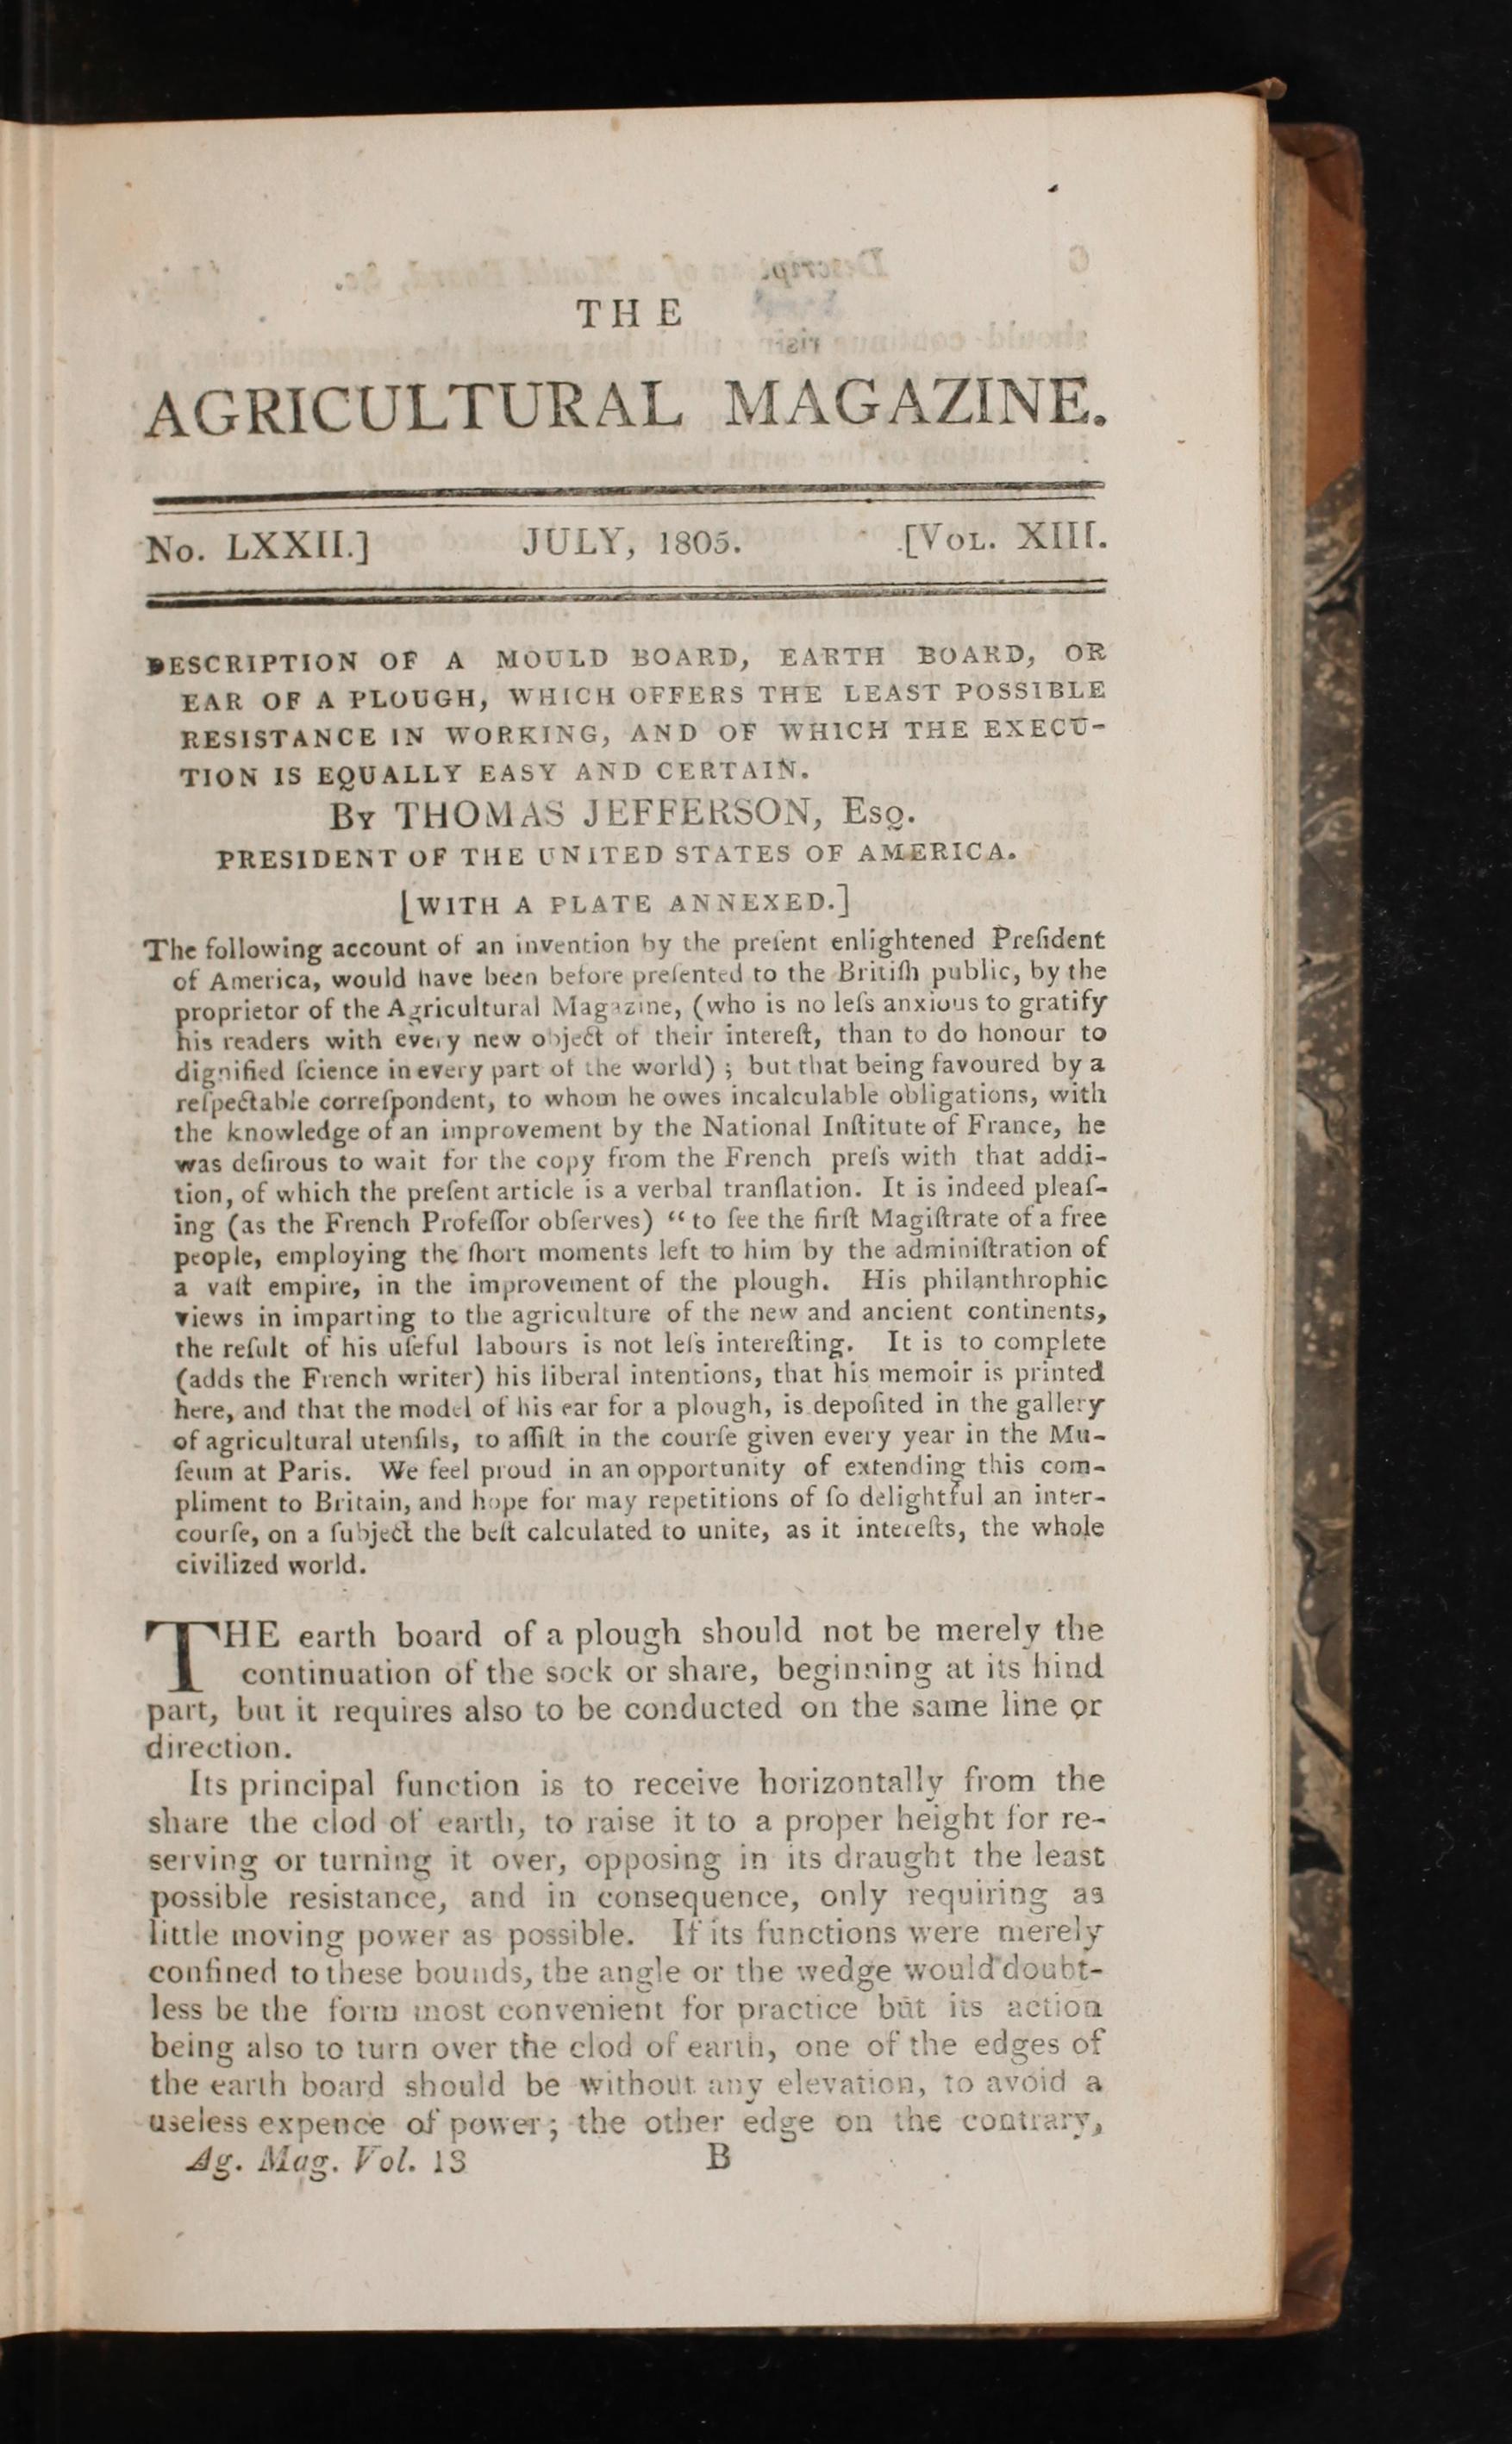 THE
AGRICULTURAL MAGAZINE.
No. LXXII.] JULY, 1805. [VOL. XIII.
DESCRIPTION OF A MOULD BOARD, EARTH BOARD, OR
EAR OF A PLOUGH, WHICH OFFERS THE LEAST POSSIBLE
RESISTANCE IN WORKING, AND OF WHICH THE EXECU-
TION IS EQUALLY EASY AND CERTAIN.
By THOMAS JEFFERSON, Esq.
PRESIDENT OF THE UNITED STATES OF AMERICA.
[WITH A PLATE ANNEXED.]
The following account of an invention by the preſent enlightened Preſident
of America, would have been before preſented to the Britiſh public, by the
proprietor of the Agricultural Magazine, (who is no leſs anxious to gratify
his readers with every new object of their intereſt, than to do honour to
dignified ſcience in every part of the world) ; but that being favoured by a
reſpectable correſpondent, to whom he owes incalculable obligations, with
the knowledge of an improvement by the National Inſtitute of France, he
was deſirous to wait for the copy from the French preſs with that addi-
tion, of which the preſent article is a verbal tranſlation. It is indeed pleaſ-
ing (as the French Profeſſor obſerves) “to ſee the firſt Magiſtrate of a free
people, employing the ſhort moments left to him by the adminiſtration of
a vaſt empire, in the improvement of the plough. His philanthrophic
views in imparting to the agriculture of the new and ancient continents,
the reſult of his uſeful labours is not leſs intereſting. It is to complete
(adds the French writer) his liberal intentions, that his memoir is printed
here, and that the model of his ear for a plough, is depoſited in the gallery
of agricultural utenſils, to aſſiſt in the courſe given every year in the Mu-
ſeum at Paris. We feel proud in an opportunity of extending this com-
pliment to Britain, and hope for may repetitions of ſo delightful an inter-
courſe, on a ſubject the beſt calculated to unite, as it intereſts, the whole
civilized world.
THE earth board of a plough should not be merely the
continuation of the sock or share, beginning at its hind
part, but it requires also to be conducted on the same line or
direction.
Its principal function is to receive horizontally from the
share the clod of earth, to raise it to a proper height for re-
serving or turning it over, opposing in its draught the least
possible resistance, and in consequence, only requiring as
little moving power as possible. If its functions were merely
confined to these bounds, the angle or the wedge would doubt-
less be the form most convenient for practice but its action
being also to turn over the clod of earth, one of the edges of
the earth board should be without any elevation, to avoid a
useless expence of power; the other edge on the contrary,
Ag. Mag. Vol. 13 B